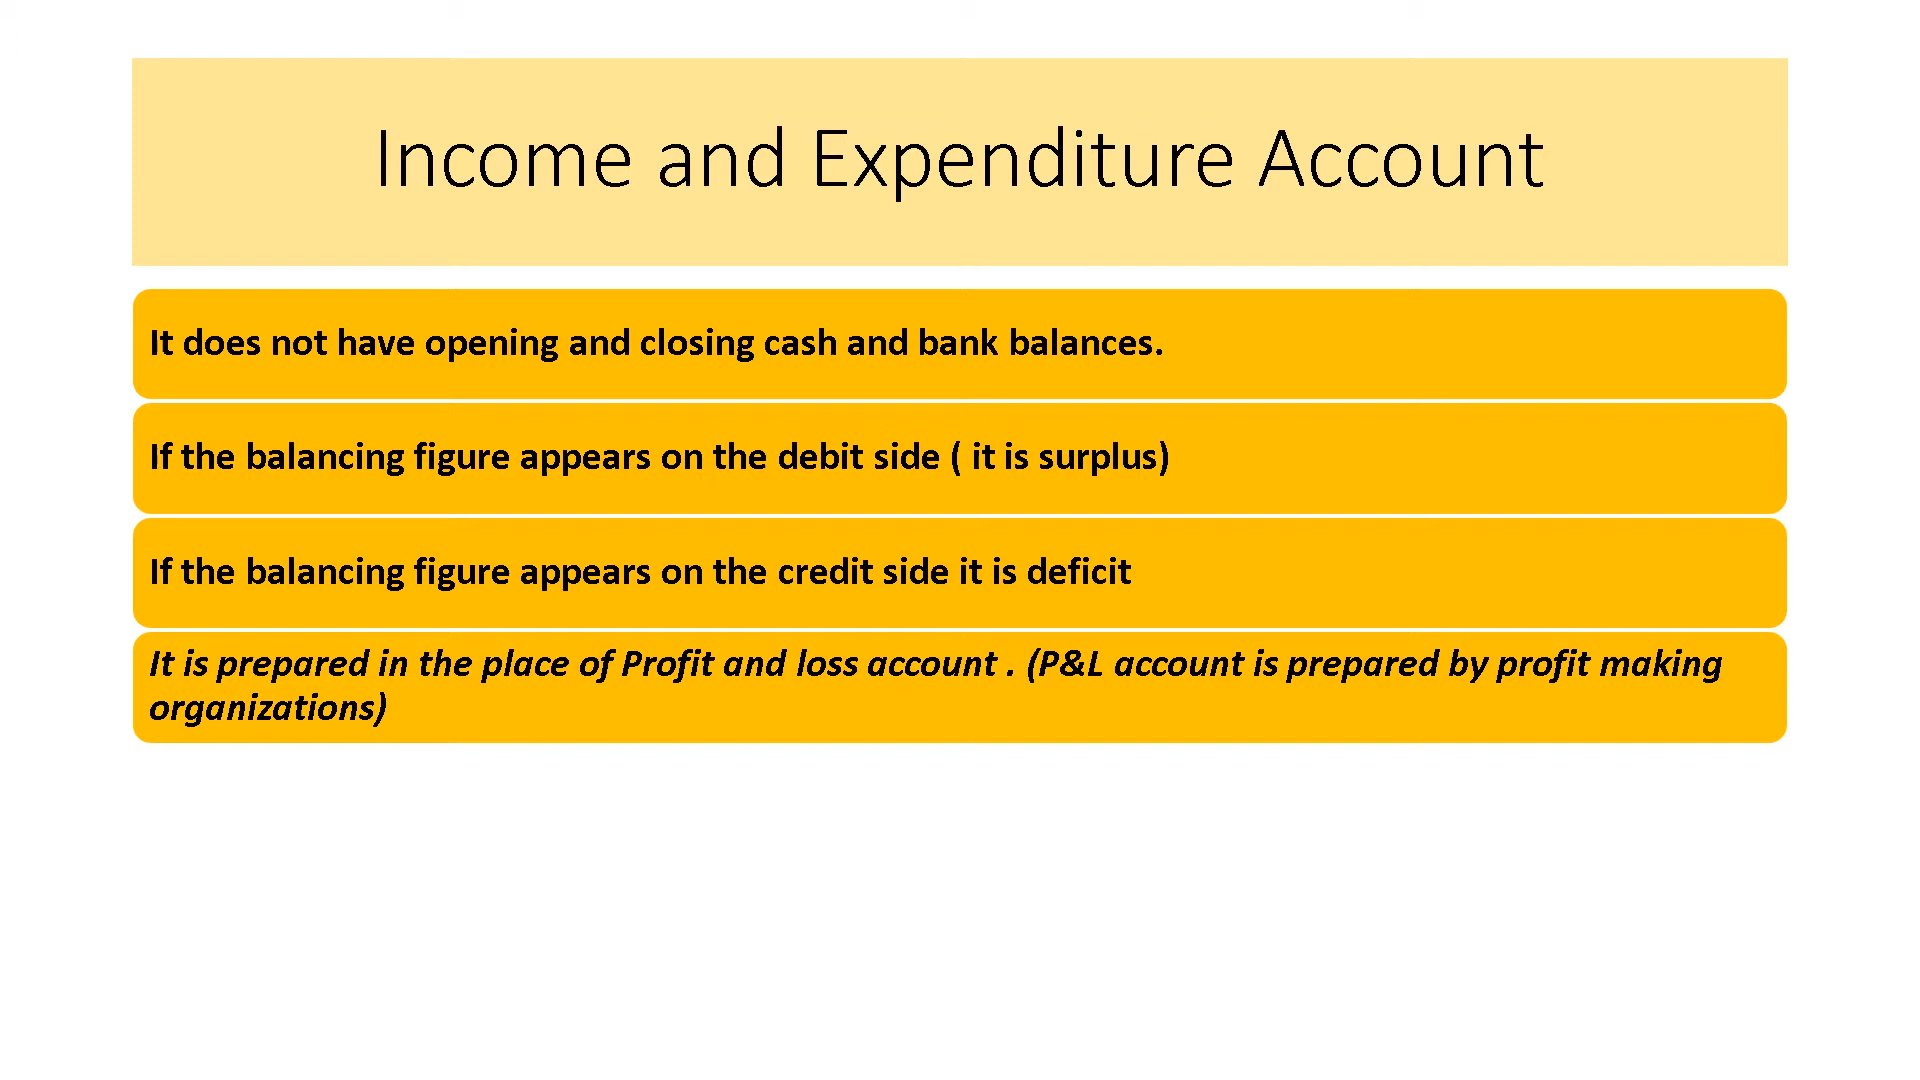 Income and Expenditure Account
It does not have opening and closing cash and bank balances.
If the balancing figure appears on the debit side ( it is surplus)
If the balancing figure appears on the credit side it is deficit
It is prepared in the place of Profit and loss account . (P&L account is prepared by profit making
organizations)